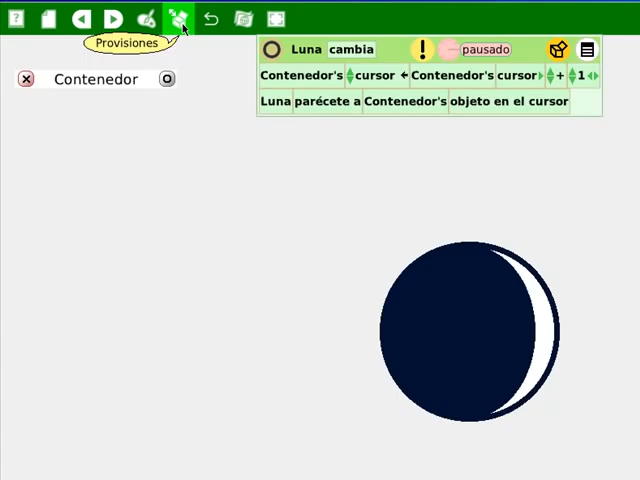 ?
Provisiones
Contenedor
Luna cambia ! pausado
Contenedor's cursor ← Contenedor's cursor + 1
Luna parécete a Contenedor's objeto en el cursor